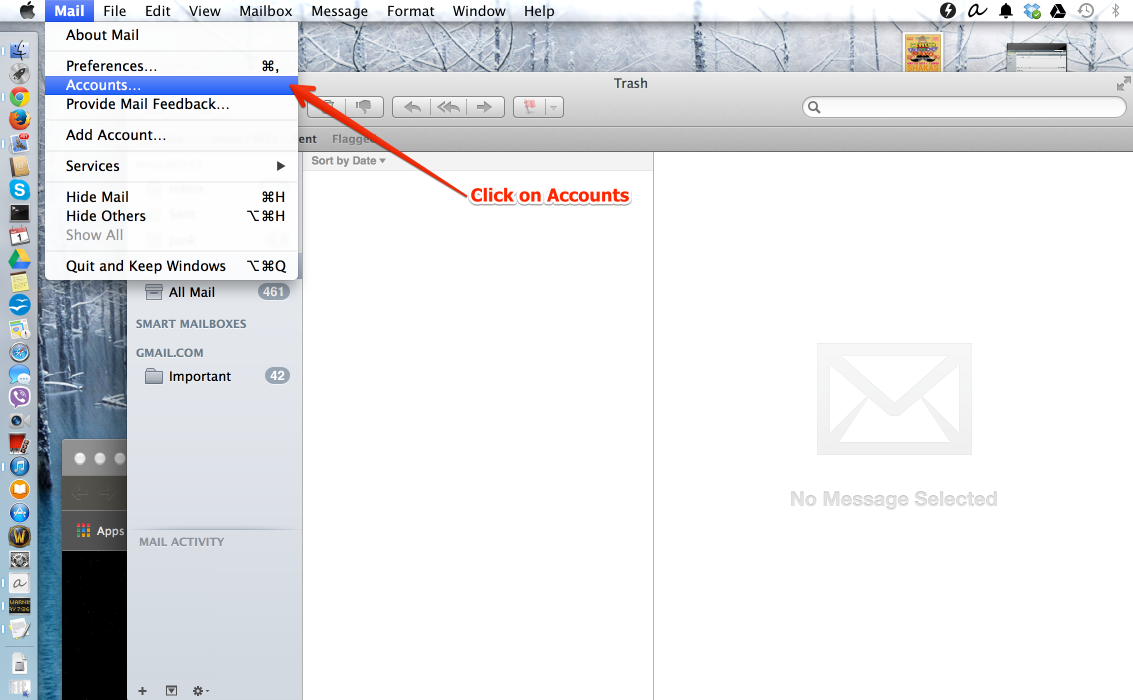 Mail File Edit View Mailbox Message Format Window Help
About Mail
Preferences... ⌘,
Accounts...
Provide Mail Feedback...
Add Account...
Services
Hide Mail ⌘H
Hide Others ⌥⌘H
Show All
Quit and Keep Windows ⌥⌘Q
Trash
Flagged
Sort by Date
Click on Accounts
All Mail 461
SMART MAILBOXES
GMAIL.COM
Important 42
No Message Selected
Apps
MAIL ACTIVITY